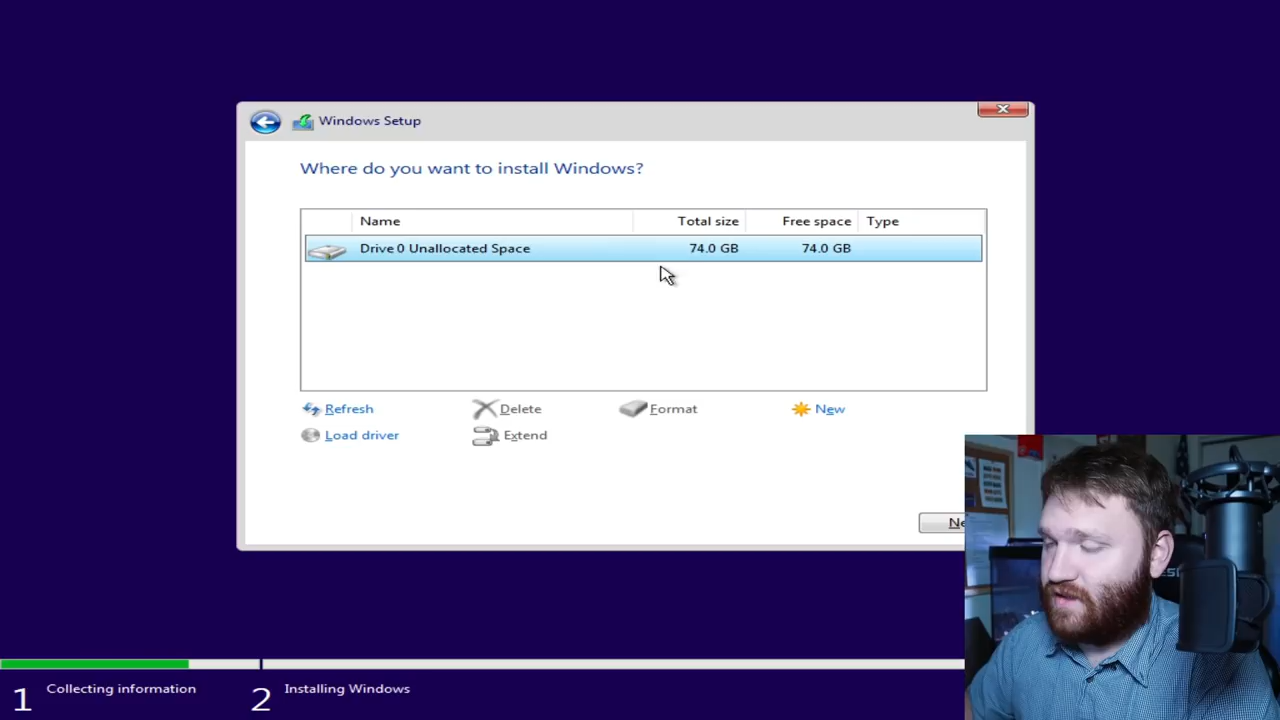 Windows Setup
Where do you want to install Windows?
Name Total size Free space Type
Drive 0 Unallocated Space 74.0 GB 74.0 GB
Refresh Delete Format New
Load driver Extend
1 Collecting information 2 Installing Windows